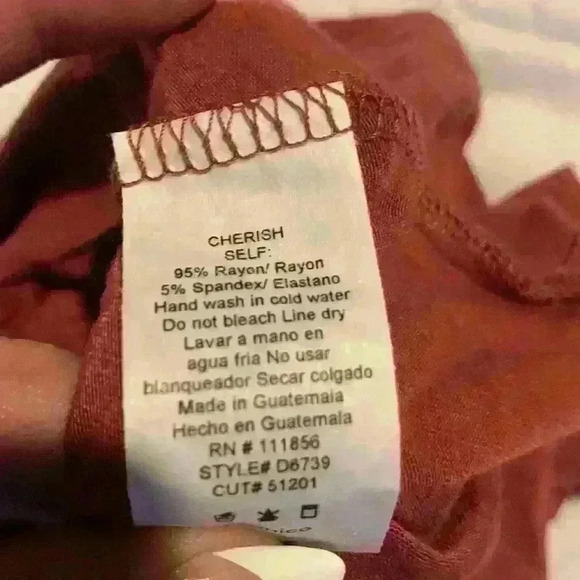 CHERISH
SELF:
95% Rayon/ Rayon
5% Spandex/ Elastano
Hand wash in cold water
Do not bleach Line dry
Lavar a mano en
agua fria No usar
blanqueador Secar colgado
Made in Guatemala
Hecho en Guatemala
RN # 111856
STYLE# D6739
CUT# 51201